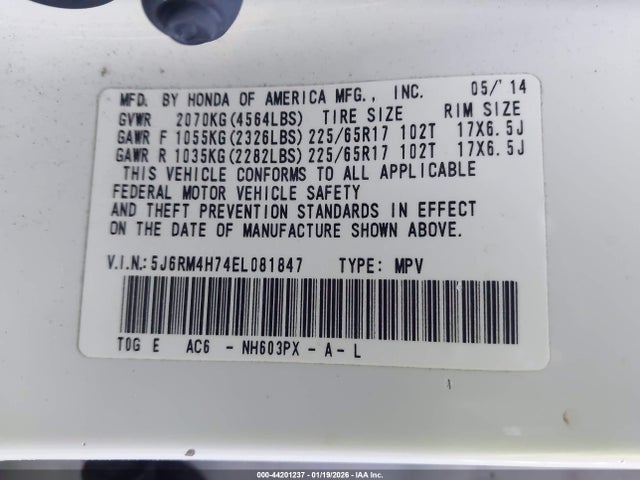 MFD. BY HONDA OF AMERICA MFG., INC. 05/'14
GVWR 2070KG(4564LBS) TIRE SIZE RIM SIZE
GAWR F 1055KG(2326LBS) 225/65R17 102T 17X6.5J
GAWR R 1035KG(2282LBS) 225/65R17 102T 17X6.5J
THIS VEHICLE CONFORMS TO ALL APPLICABLE
FEDERAL MOTOR VEHICLE SAFETY
AND THEFT PREVENTION STANDARDS IN EFFECT
ON THE DATE OF MANUFACTURE SHOWN ABOVE.
V.I.N.:5J6RM4H74EL081847 TYPE: MPV
T0G E AC6 - NH603PX - A - L
000-44201237 - 01/19/2026 - IAA Inc.